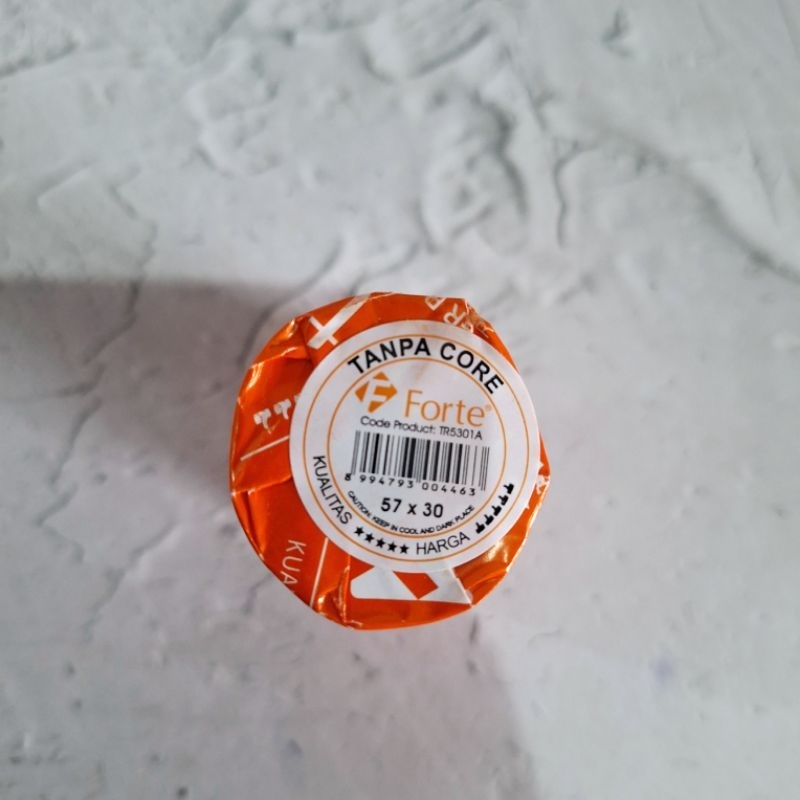 TANPA CORE
F Forte®
Code Product: TR5301A
8 994793 004463
57 x 30
CAUTION: KEEP IN COOL AND DARK PLACE
KUALITAS ★★★★★ HARGA
KUA